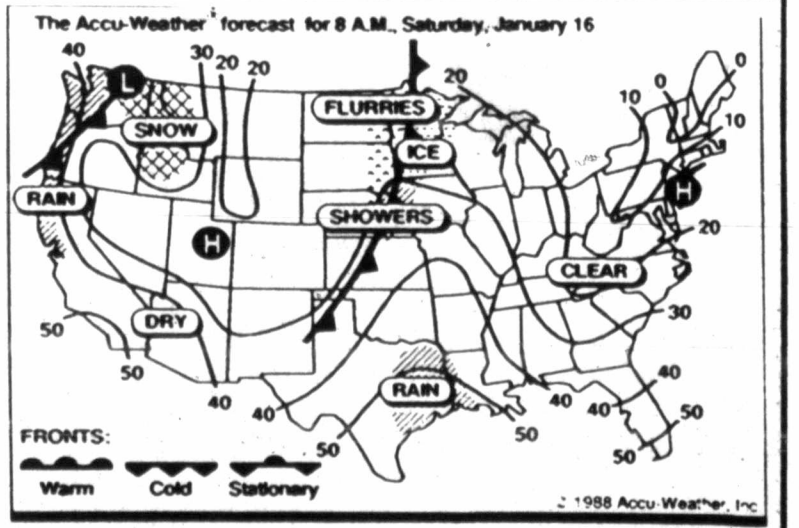 The Accu-Weather forecast for 8 A.M., Saturday, January 16
40
30
20
20
20
0
0
10
10
L
FLURRIES
SNOW
ICE
RAIN
H
SHOWERS
H
20
CLEAR
DRY
30
50
50
40
40
RAIN
40
40
40
50
50
50
50
FRONTS:
Warm Cold Stationary
1988 Accu-Weather, Inc